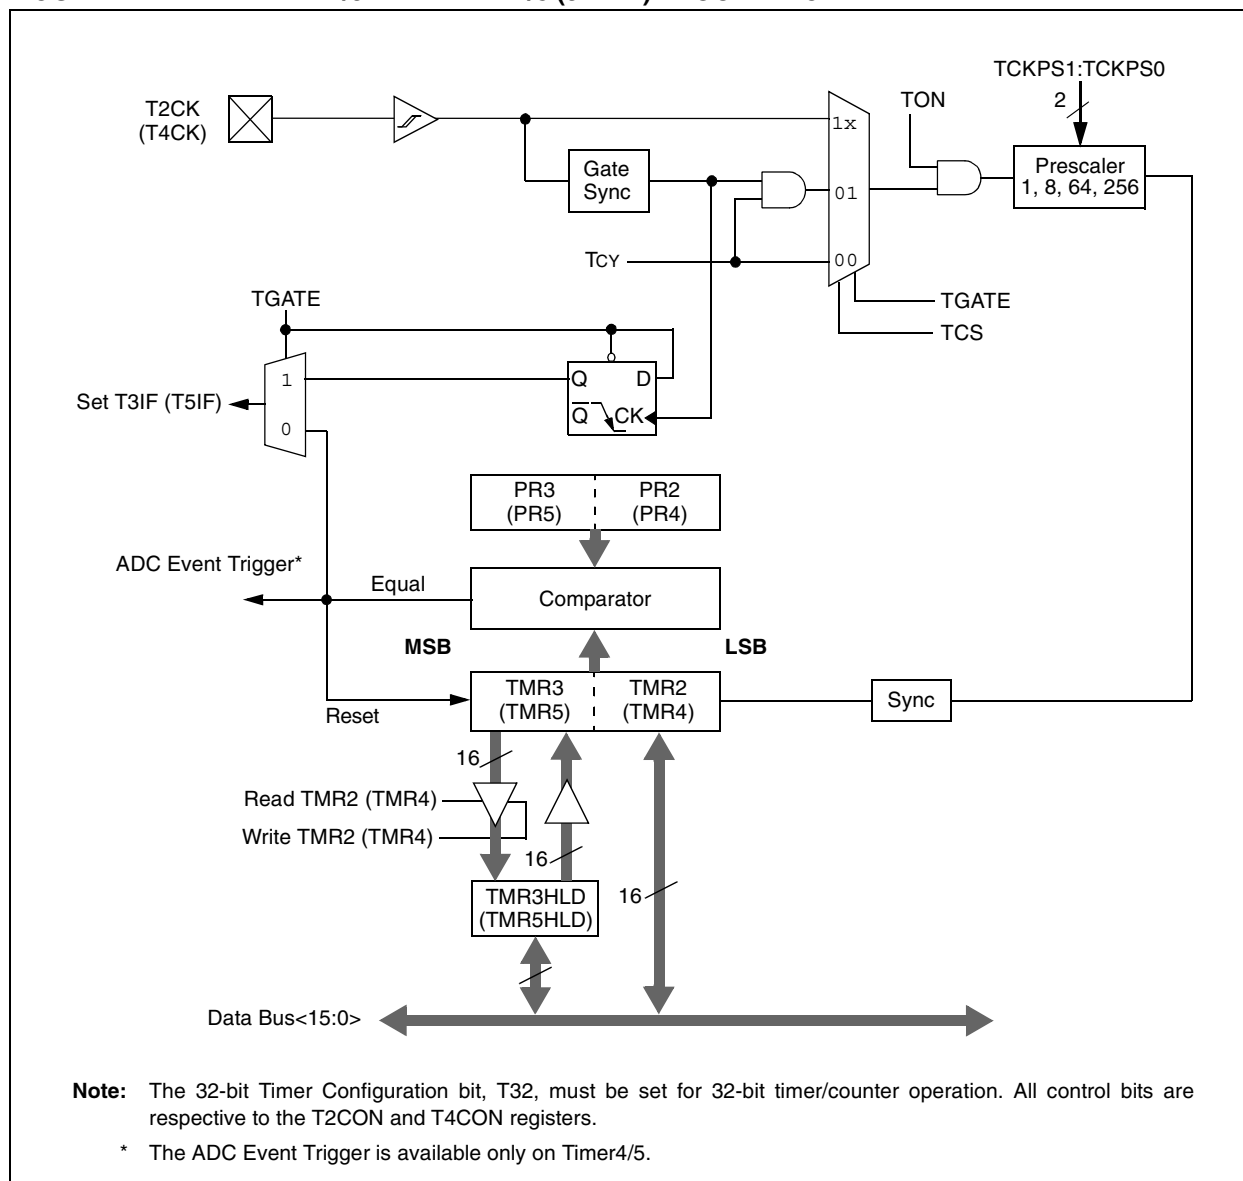 TCKPS1:TCKPS0
2
TON
T2CK
(T4CK)
1x
Gate
Sync
Prescaler
1, 8, 64, 256
01
TCY
00
TGATE
TGATE
TCS
1
Q
D
Set T3IF (T5IF)
Q
CK
0
PR3
(PR5)
PR2
(PR4)
ADC Event Trigger*
Equal
Comparator
MSB
LSB
TMR3
(TMR5)
TMR2
(TMR4)
Sync
Reset
16
Read TMR2 (TMR4)
Write TMR2 (TMR4)
16
TMR3HLD
(TMR5HLD)
16
Data Bus<15:0>
Note: The 32-bit Timer Configuration bit, T32, must be set for 32-bit timer/counter operation. All control bits are
respective to the T2CON and T4CON registers.
* The ADC Event Trigger is available only on Timer4/5.